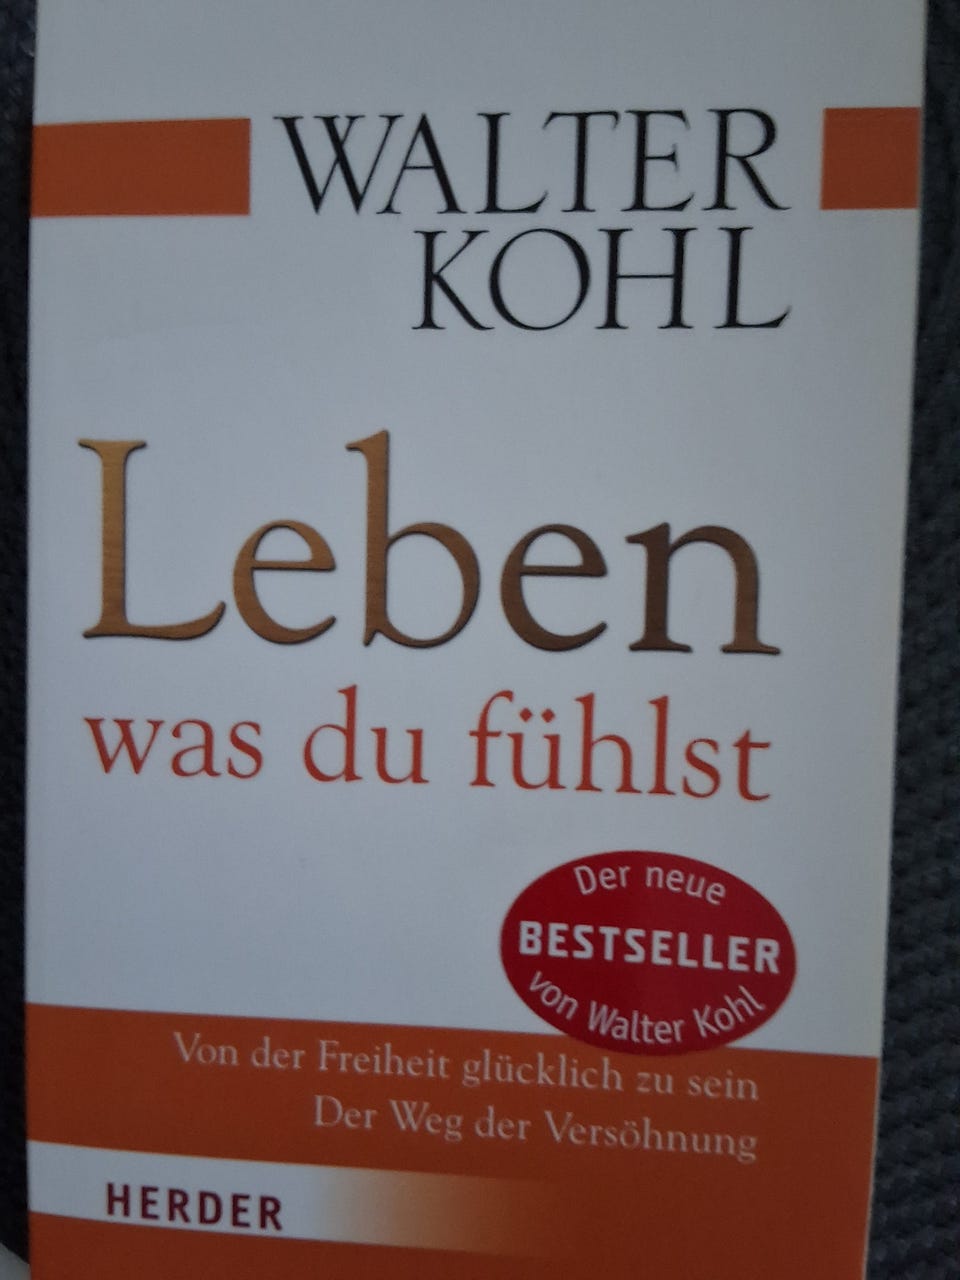 WALTER
KOHL
Leben
was du fühlst
Der neue
BESTSELLER
von Walter Kohl
Von der Freiheit glücklich zu sein
Der Weg der Versöhnung
HERDER